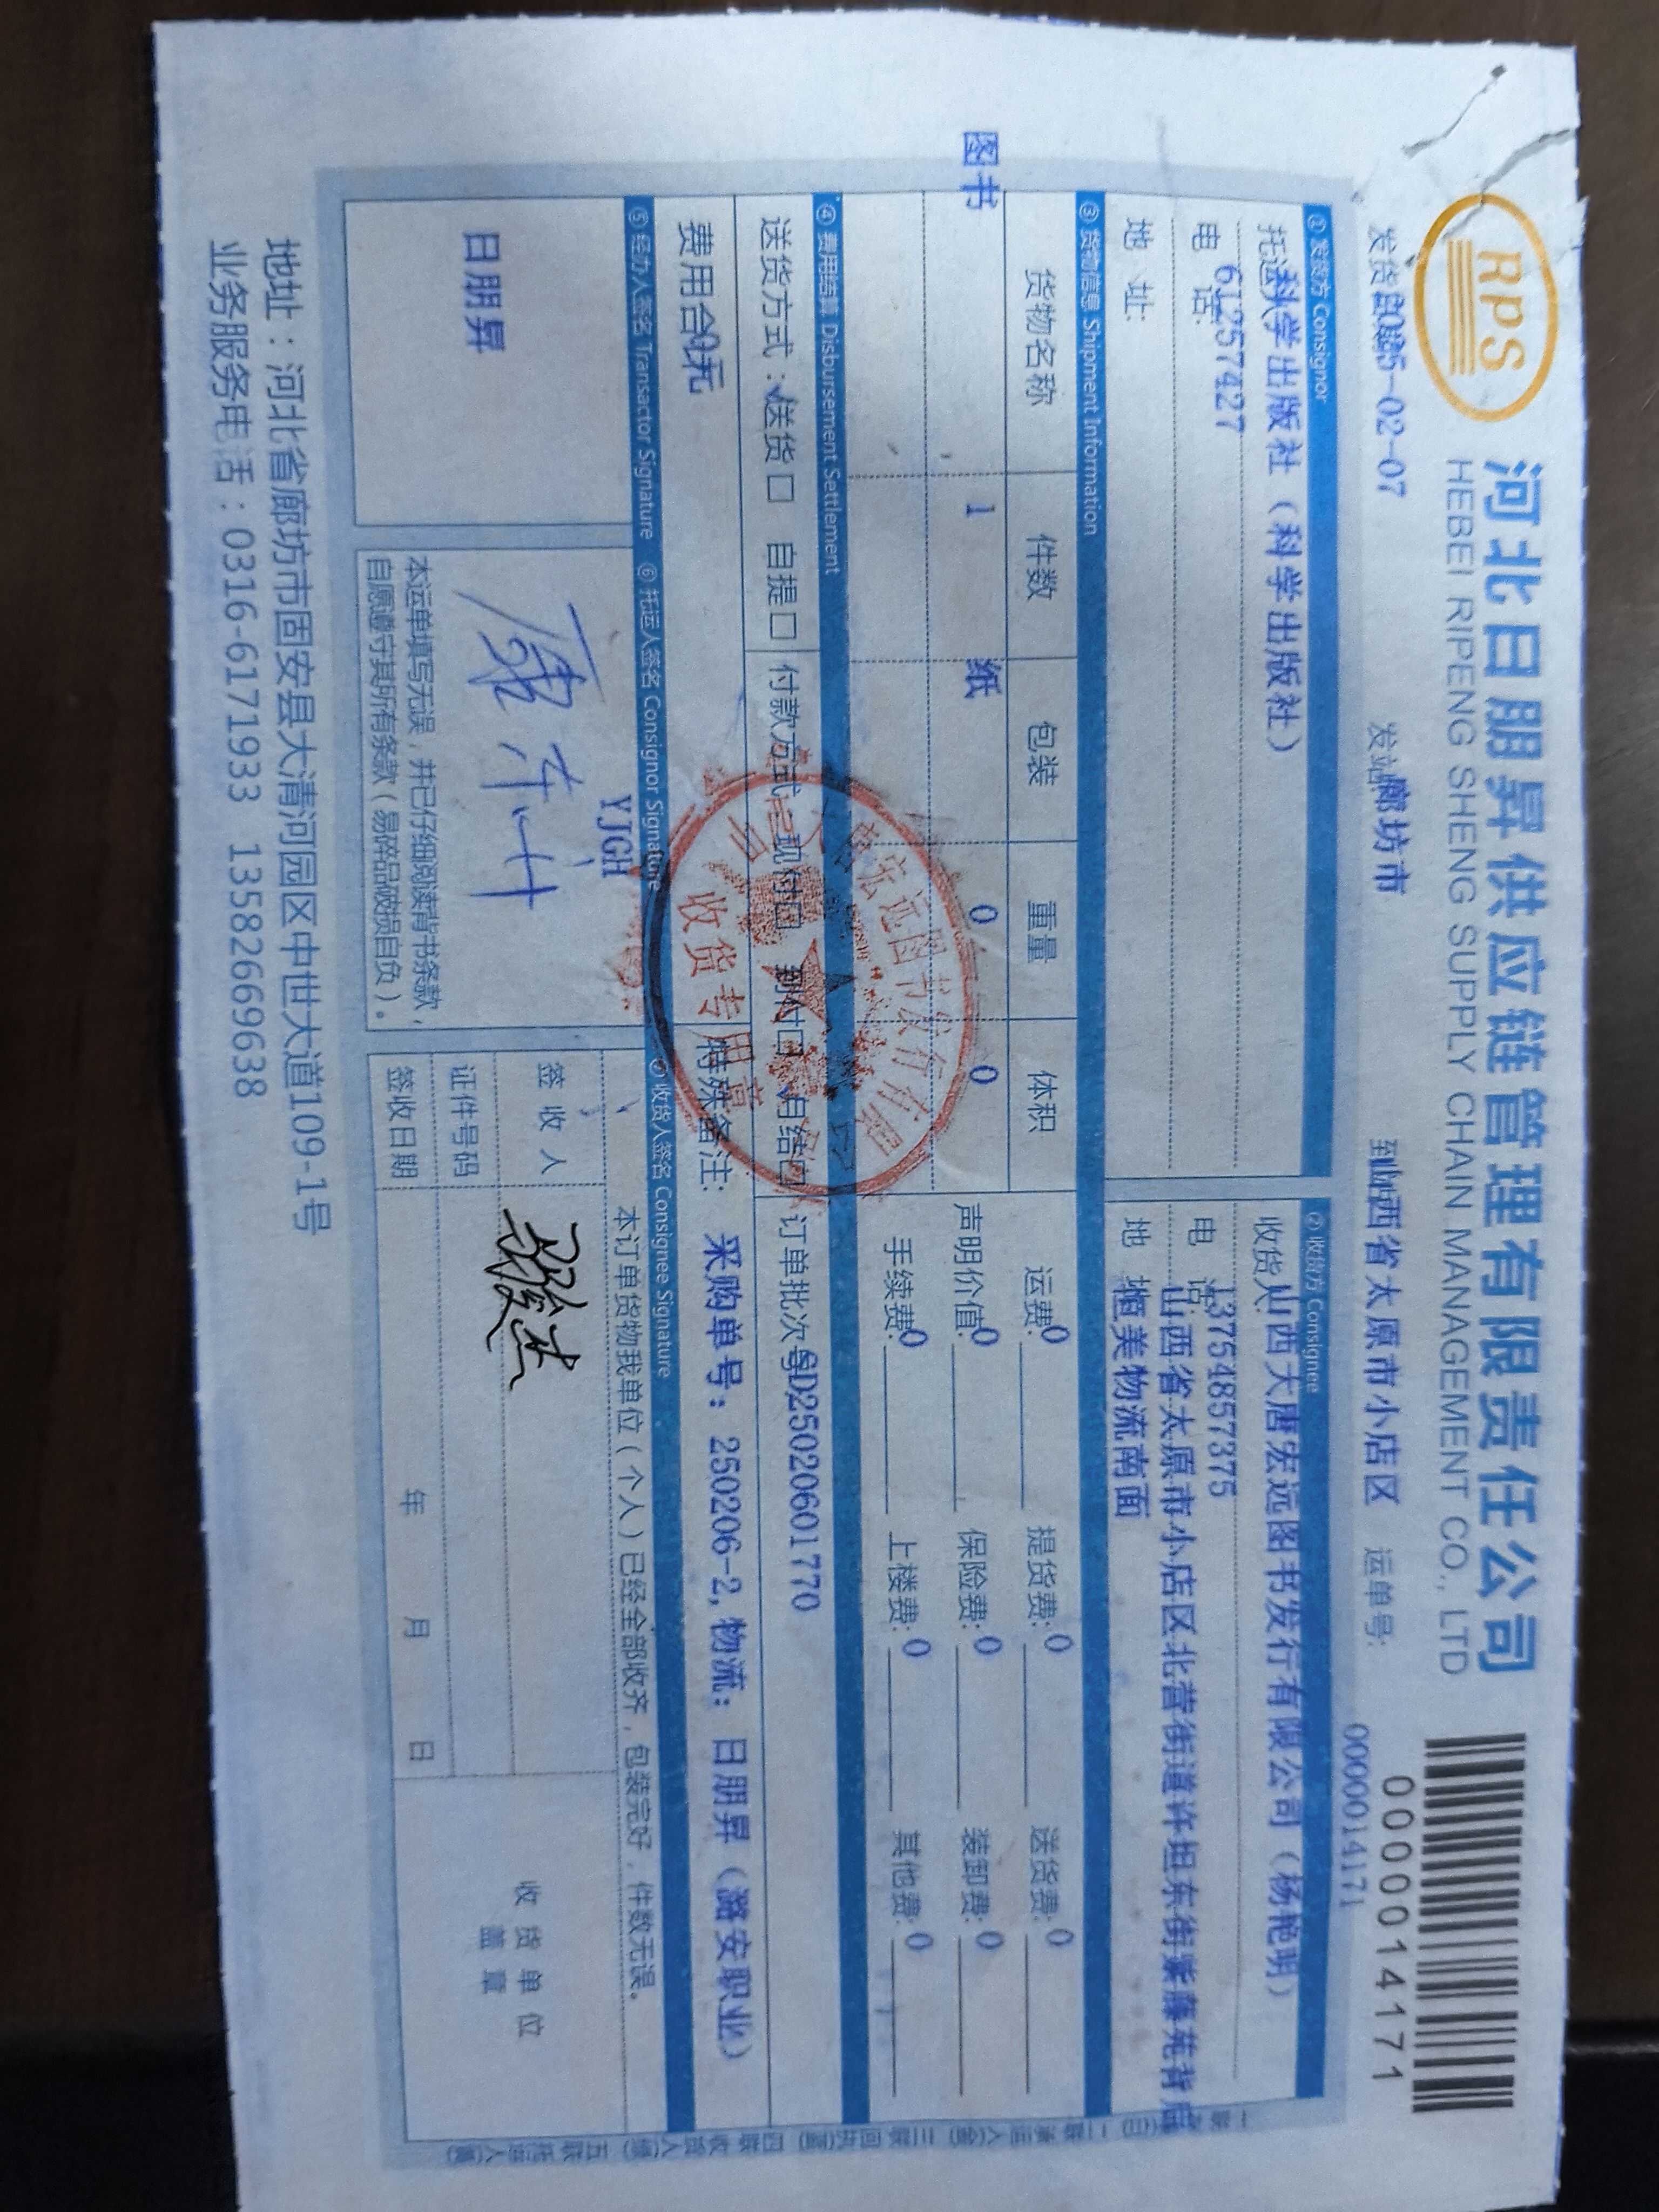 RPS
河北日朋昇供应链管理有限责任公司
HEBEI RIPENG SHENG SUPPLY CHAIN MANAGEMENT CO., LTD
00000141171
发货日期: 2025-02-07 发站: 廊坊市 到站: 山西省太原市小店区 运单号: 00000141171
① 发货方 Consignor
托运人: 科学出版社（科学出版社）
电 话: 61257427
地 址:
② 收货方 Consignee
收货人: 山西大唐宏远图书发行有限公司（杨艳明）
电 话: 13754857375
地 址: 山西省太原市小店区北营街道许坦东街紫藤苑背后
恒美物流南面
③ 货物信息 Shipment Information
货物名称 件数 包装 重量 体积
图书 1 纸 0 0
运费: 0 提货费: 0 送货费: 0
声明价值: 0 保险费: 0 装卸费: 0
手续费: 0 上楼费: 0 其他费: 0
④ 费用结算 Disbursement Settlement
送货方式：√送货□ 自提□ 付款方式：现付□ 到付□ 月结□ 订单批次号: SD25020601770
费用合计: 0元 特殊备注: 采购单号：250206-2, 物流：日朋昇（潞安职业）
宏远图书发行有限
收货专用章
⑤ 经办人签名 Transactor Signature ⑥ 托运人签名 Consignor Signature ⑦ 收货人签名 Consignee Signature
日朋昇
YJGH
本运单填写无误，并已仔细阅读背书条款，
自愿遵守其所有条款（易碎品破损自负）。
本订单货物我单位（个人）已经全部收齐，包装完好，件数无误。
签 收 人
证件号码
签收日期 年 月 日
收 货 单 位
盖 章
地址：河北省廊坊市固安县大清河园区中世大道109-1号
业务服务电话：0316-6171933 13582669638